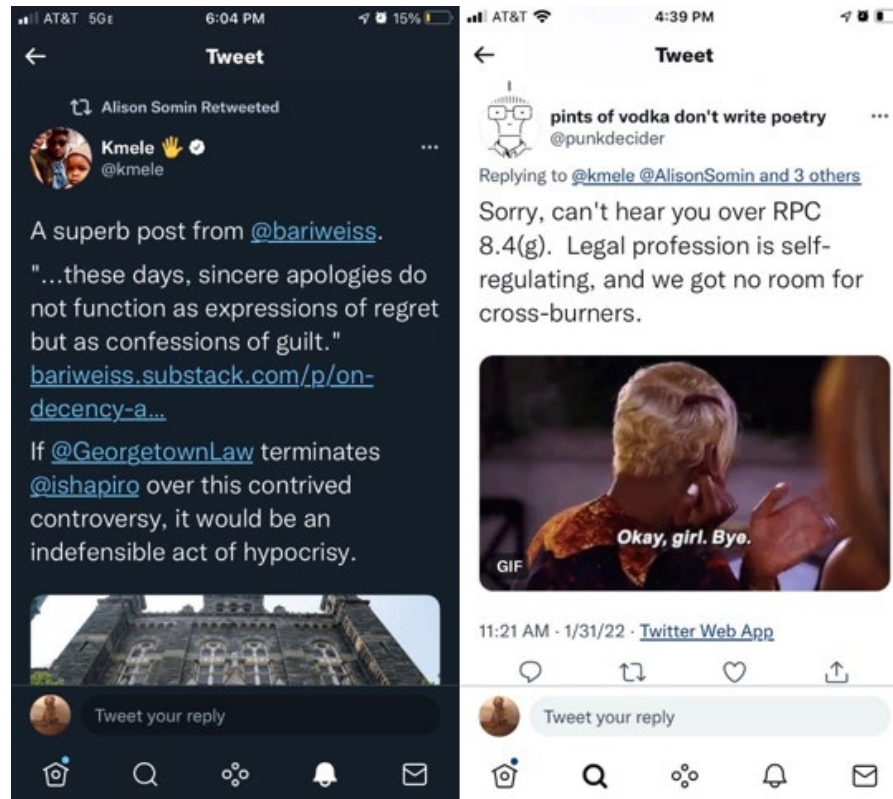 AT&T 5GE 6:04 PM 15%
Tweet
Alison Somin Retweeted
Kmele
@kmele
A superb post from @bariweiss.
"...these days, sincere apologies do
not function as expressions of regret
but as confessions of guilt."
bariweiss.substack.com/p/on-
decency-a...
If @GeorgetownLaw terminates
@ishapiro over this contrived
controversy, it would be an
indefensible act of hypocrisy.
Tweet your reply
AT&T 4:39 PM
Tweet
pints of vodka don't write poetry
@punkdecider
Replying to @kmele @AlisonSomin and 3 others
Sorry, can't hear you over RPC
8.4(g). Legal profession is self-
regulating, and we got no room for
cross-burners.
Okay, girl. Bye.
GIF
11:21 AM · 1/31/22 · Twitter Web App
Tweet your reply